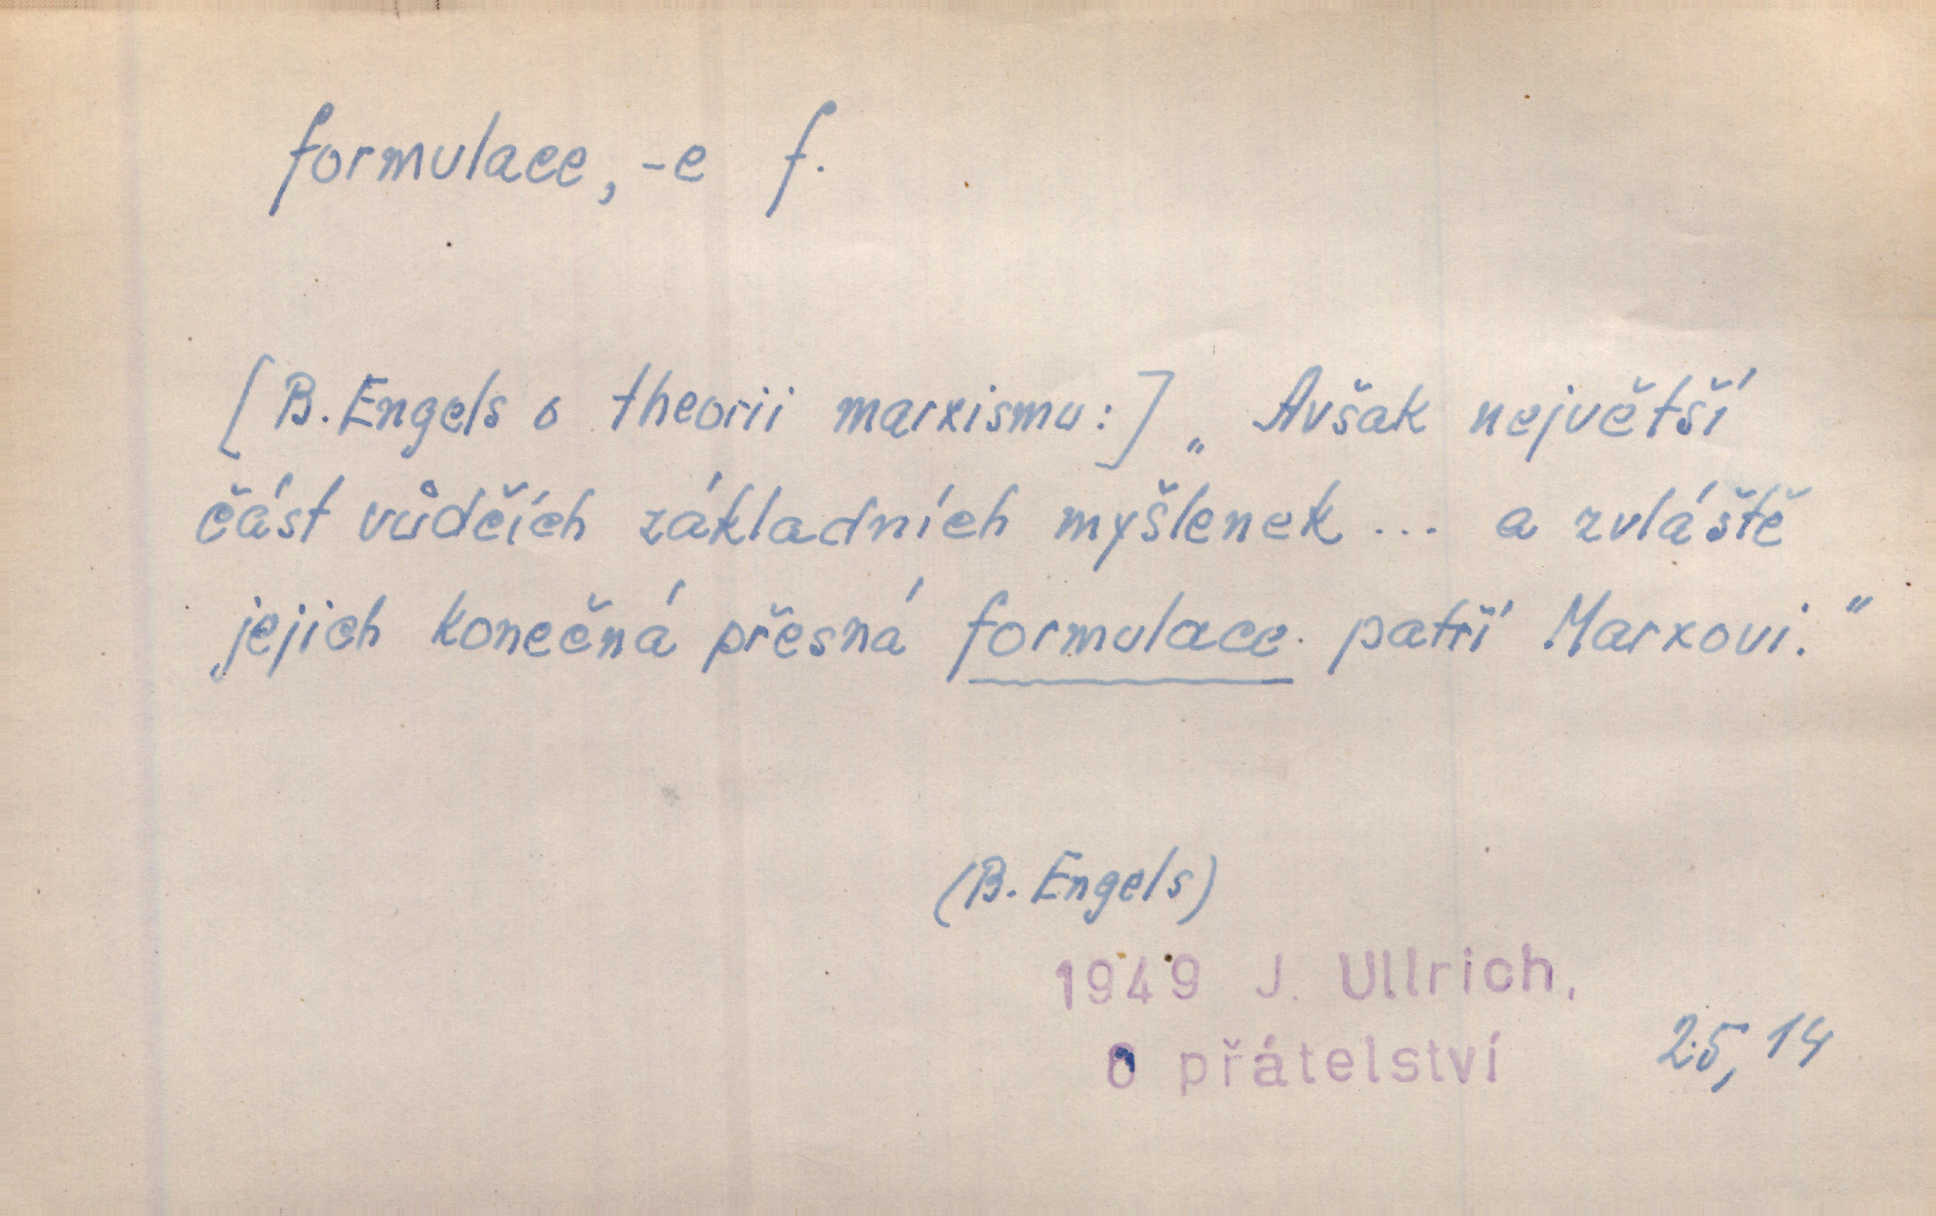 formulace, -e f.
[B. Engels o theorii marxismu:] „Avšak největší
část vůdčích základních myšlenek ... a zvláště
jejich konečná přesná formulace patří Marxovi.“
(B. Engels)
1949 J. Ullrich,
O přátelství 25, 14